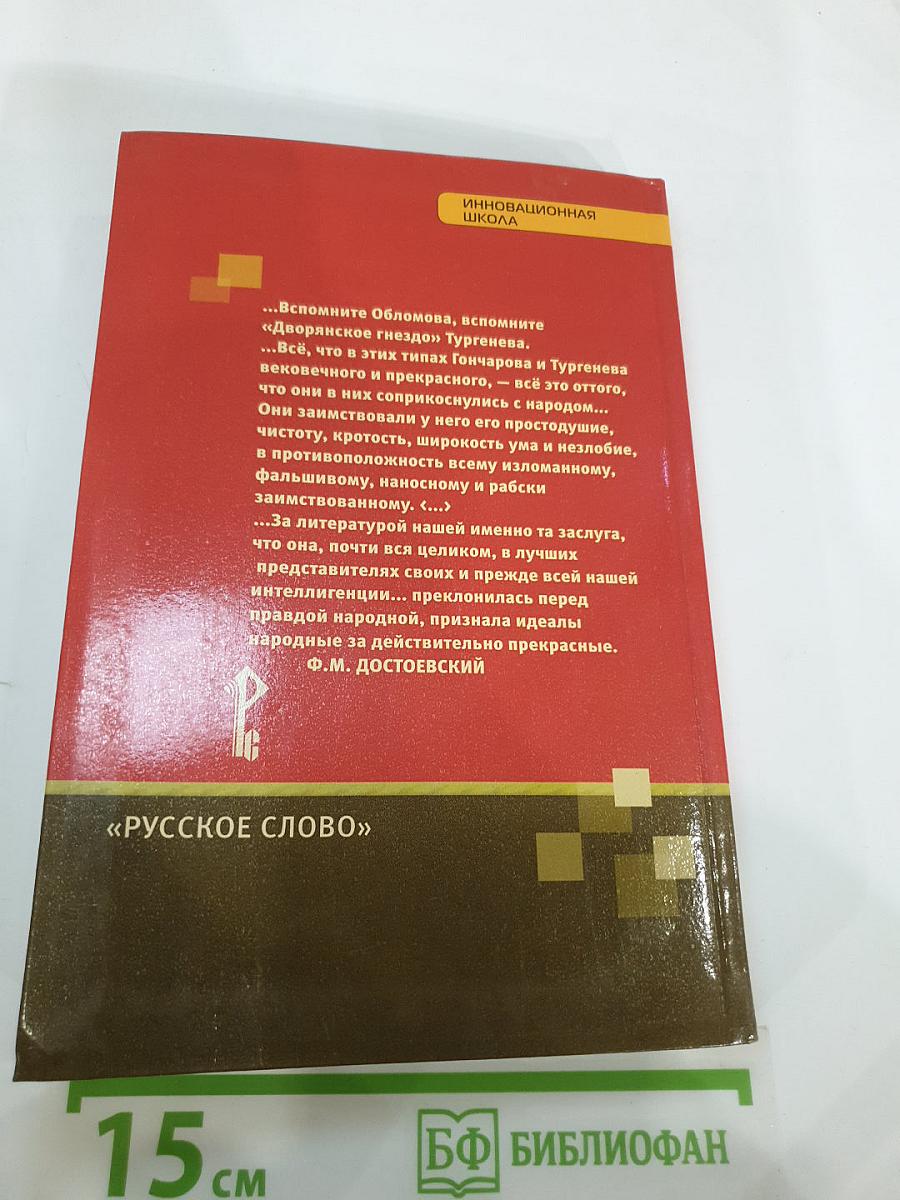 ИННОВАЦИОННАЯ
ШКОЛА
...Вспомните Обломова, вспомните
«Дворянское гнездо» Тургенева.
...Всё, что в этих типах Гончарова и Тургенева
вековечного и прекрасного, — всё это оттого,
что они в них соприкоснулись с народом...
Они заимствовали у него его простодушие,
чистоту, кротость, широкость ума и незлобие,
в противоположность всему изломанному,
фальшивому, наносному и рабски
заимствованному. <...>
...За литературой нашей именно та заслуга,
что она, почти вся целиком, в лучших
представителях своих и прежде всей нашей
интеллигенции... преклонилась перед
правдой народной, признала идеалы
народные за действительно прекрасные.
Ф.М. ДОСТОЕВСКИЙ
РС
«РУССКОЕ СЛОВО»
15 см
БФ БИБЛИОФАН